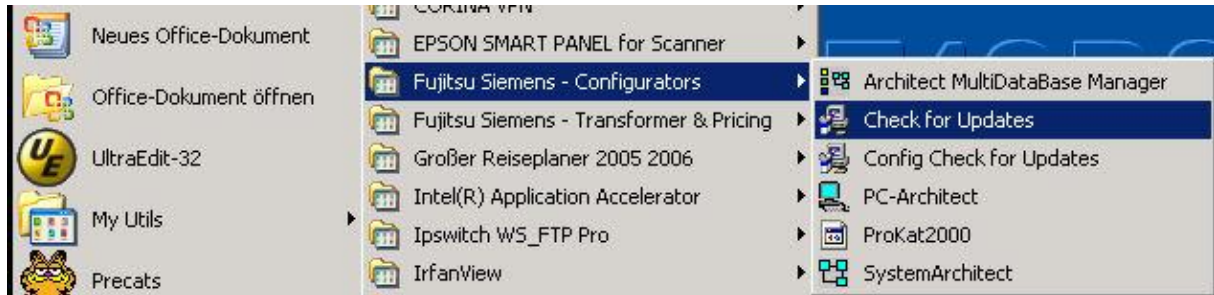 Neues Office-Dokument
Office-Dokument öffnen
UltraEdit-32
My Utils
Precats
CORINA VPN
EPSON SMART PANEL for Scanner
Fujitsu Siemens - Configurators
Fujitsu Siemens - Transformer & Pricing
Großer Reiseplaner 2005 2006
Intel(R) Application Accelerator
Ipswitch WS_FTP Pro
IrfanView
Architect MultiDataBase Manager
Check for Updates
Config Check for Updates
PC-Architect
ProKat2000
SystemArchitect